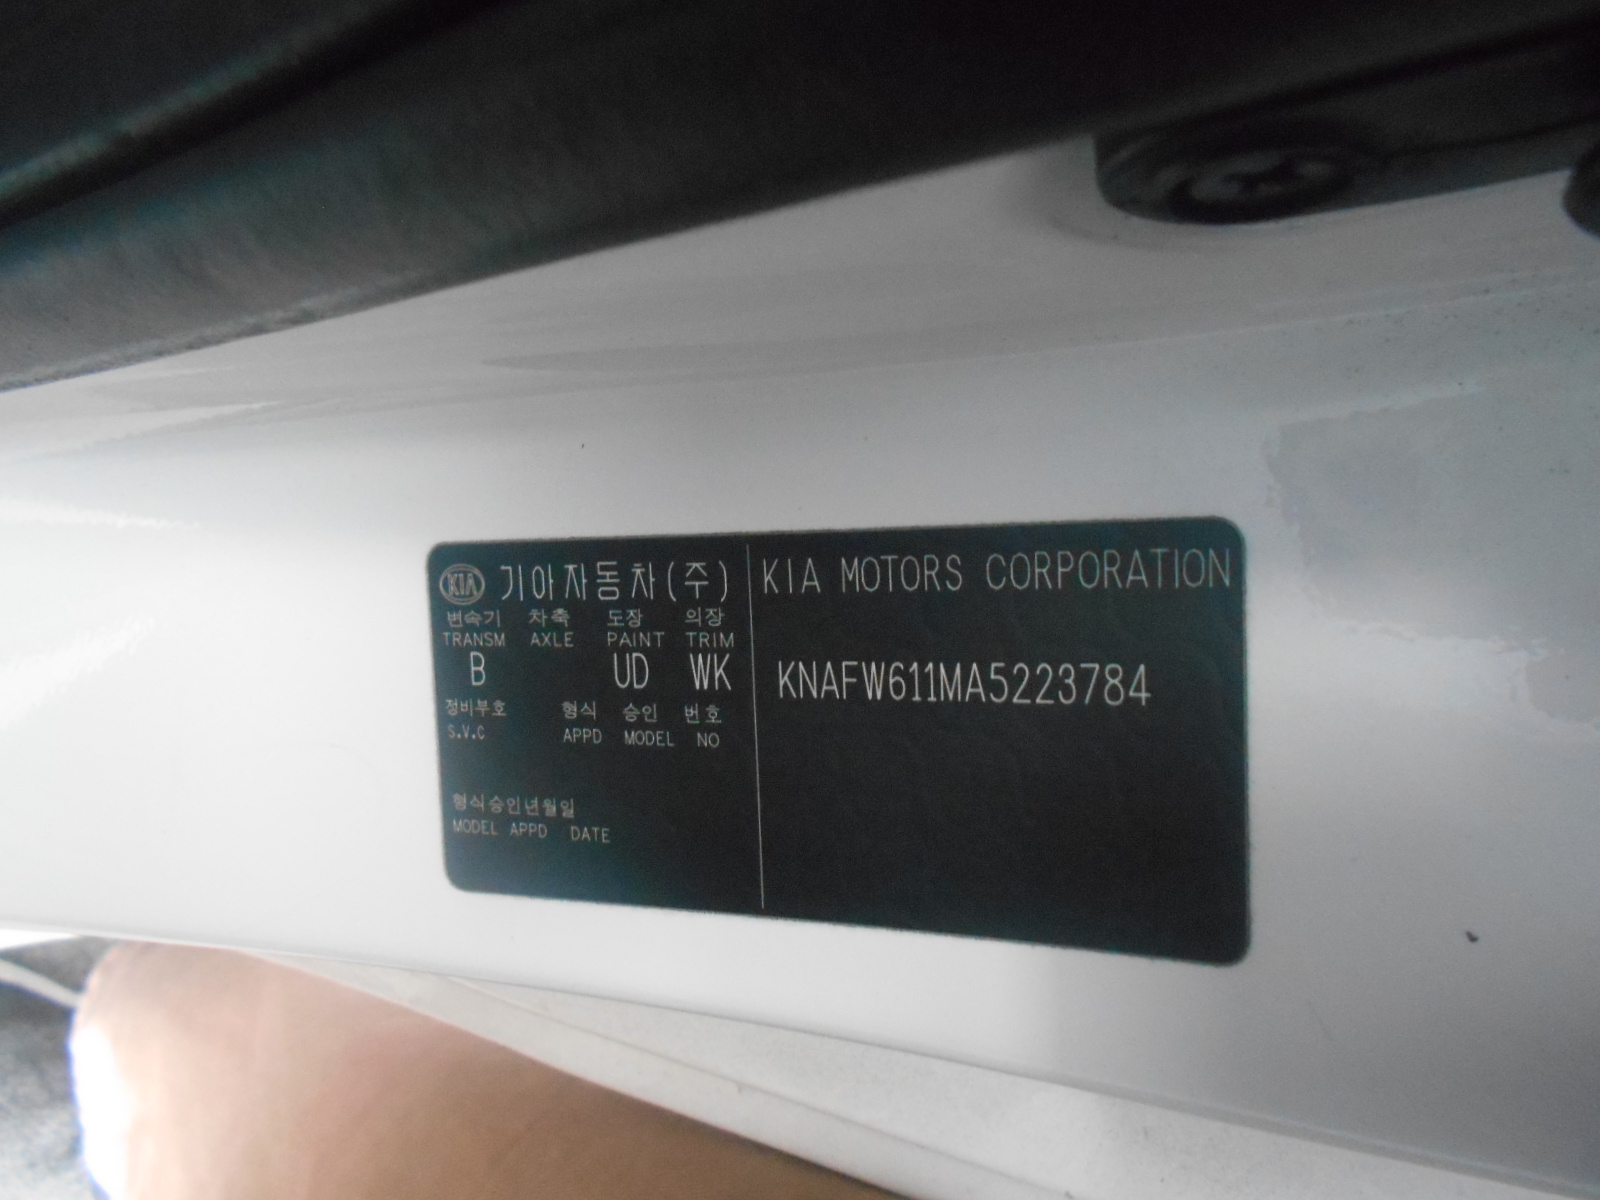 KIA 기아자동차(주) KIA MOTORS CORPORATION
변속기 차축 도장 의장
TRANSM AXLE PAINT TRIM
B UD WK KNAFW611MA5223784
정비부호 형식 승인 번호
S.V.C APPD MODEL NO
형식승인년월일
MODEL APPD DATE